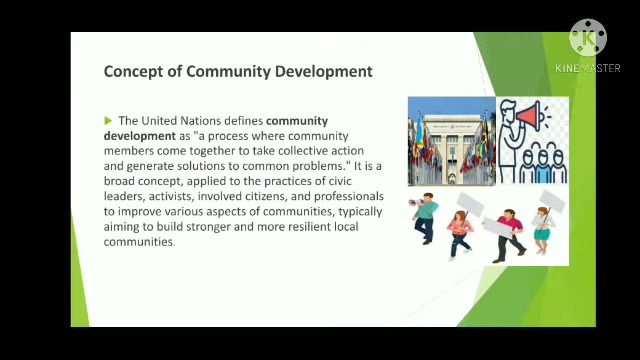 K
KINEMASTER
Concept of Community Development
The United Nations defines community
development as "a process where community
members come together to take collective action
and generate solutions to common problems." It is a
broad concept, applied to the practices of civic
leaders, activists, involved citizens, and professionals
to improve various aspects of communities, typically
aiming to build stronger and more resilient local
communities.